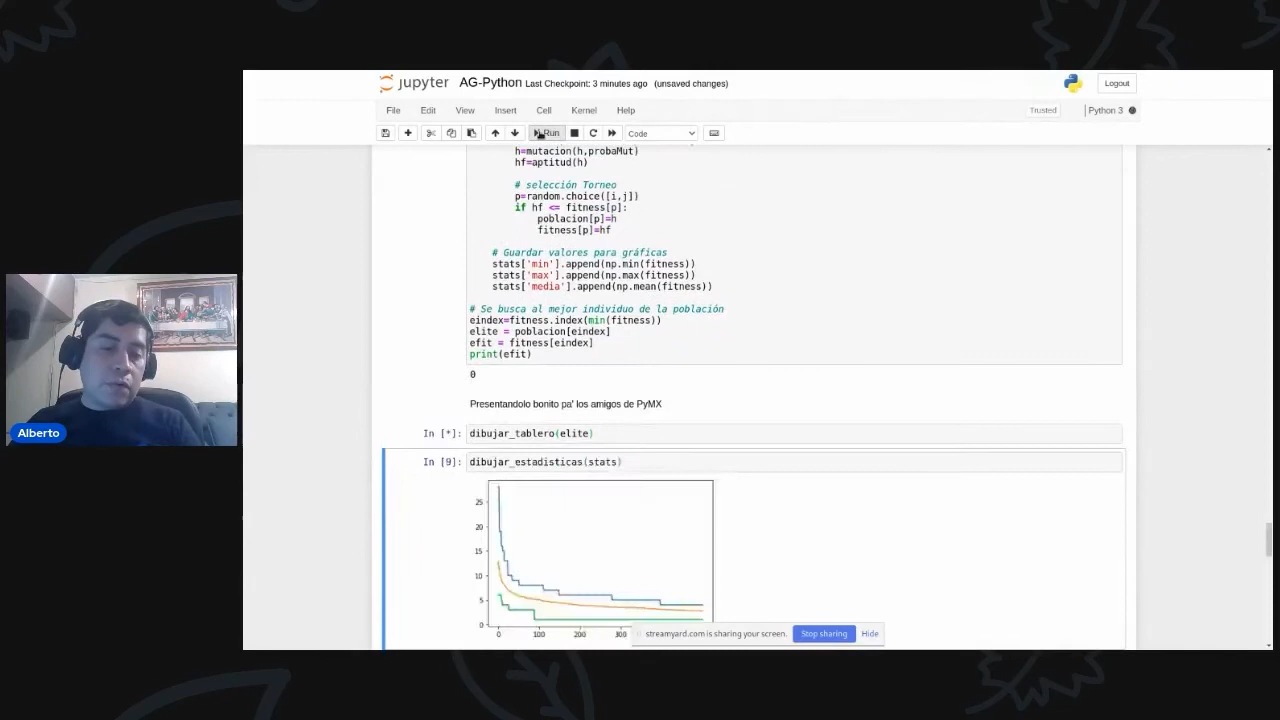 jupyter AG-Python Last Checkpoint: 3 minutes ago (unsaved changes) Logout
File Edit View Insert Cell Kernel Help Trusted Python 3
Run Code
h=mutacion(h,probaMut)
hf=aptitud(h)
# selección Torneo
p=random.choice([i,j])
if hf <= fitness[p]:
poblacion[p]=h
fitness[p]=hf
# Guardar valores para gráficas
stats['min'].append(np.min(fitness))
stats['max'].append(np.max(fitness))
stats['media'].append(np.mean(fitness))
# Se busca al mejor individuo de la población
eindex=fitness.index(min(fitness))
elite = poblacion[eindex]
efit = fitness[eindex]
print(efit)
0
Presentandolo bonito pa' los amigos de PyMX
In [*]: dibujar_tablero(elite)
In [9]: dibujar_estadisticas(stats)
25
20
15
10
5
0
0 100 200 300
streamyard.com is sharing your screen. Stop sharing Hide
Alberto